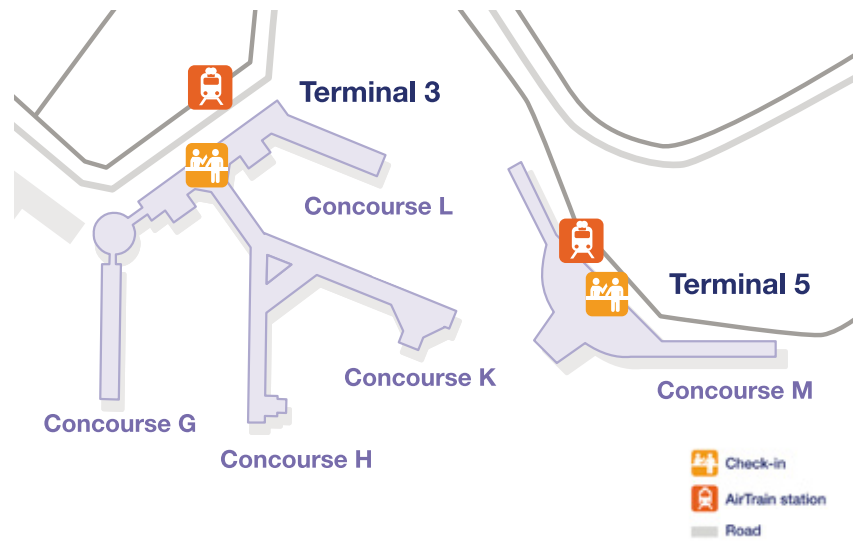 Terminal 3
Concourse L
Terminal 5
Concourse K
Concourse M
Concourse G
Concourse H
Check-in
AirTrain station
Road